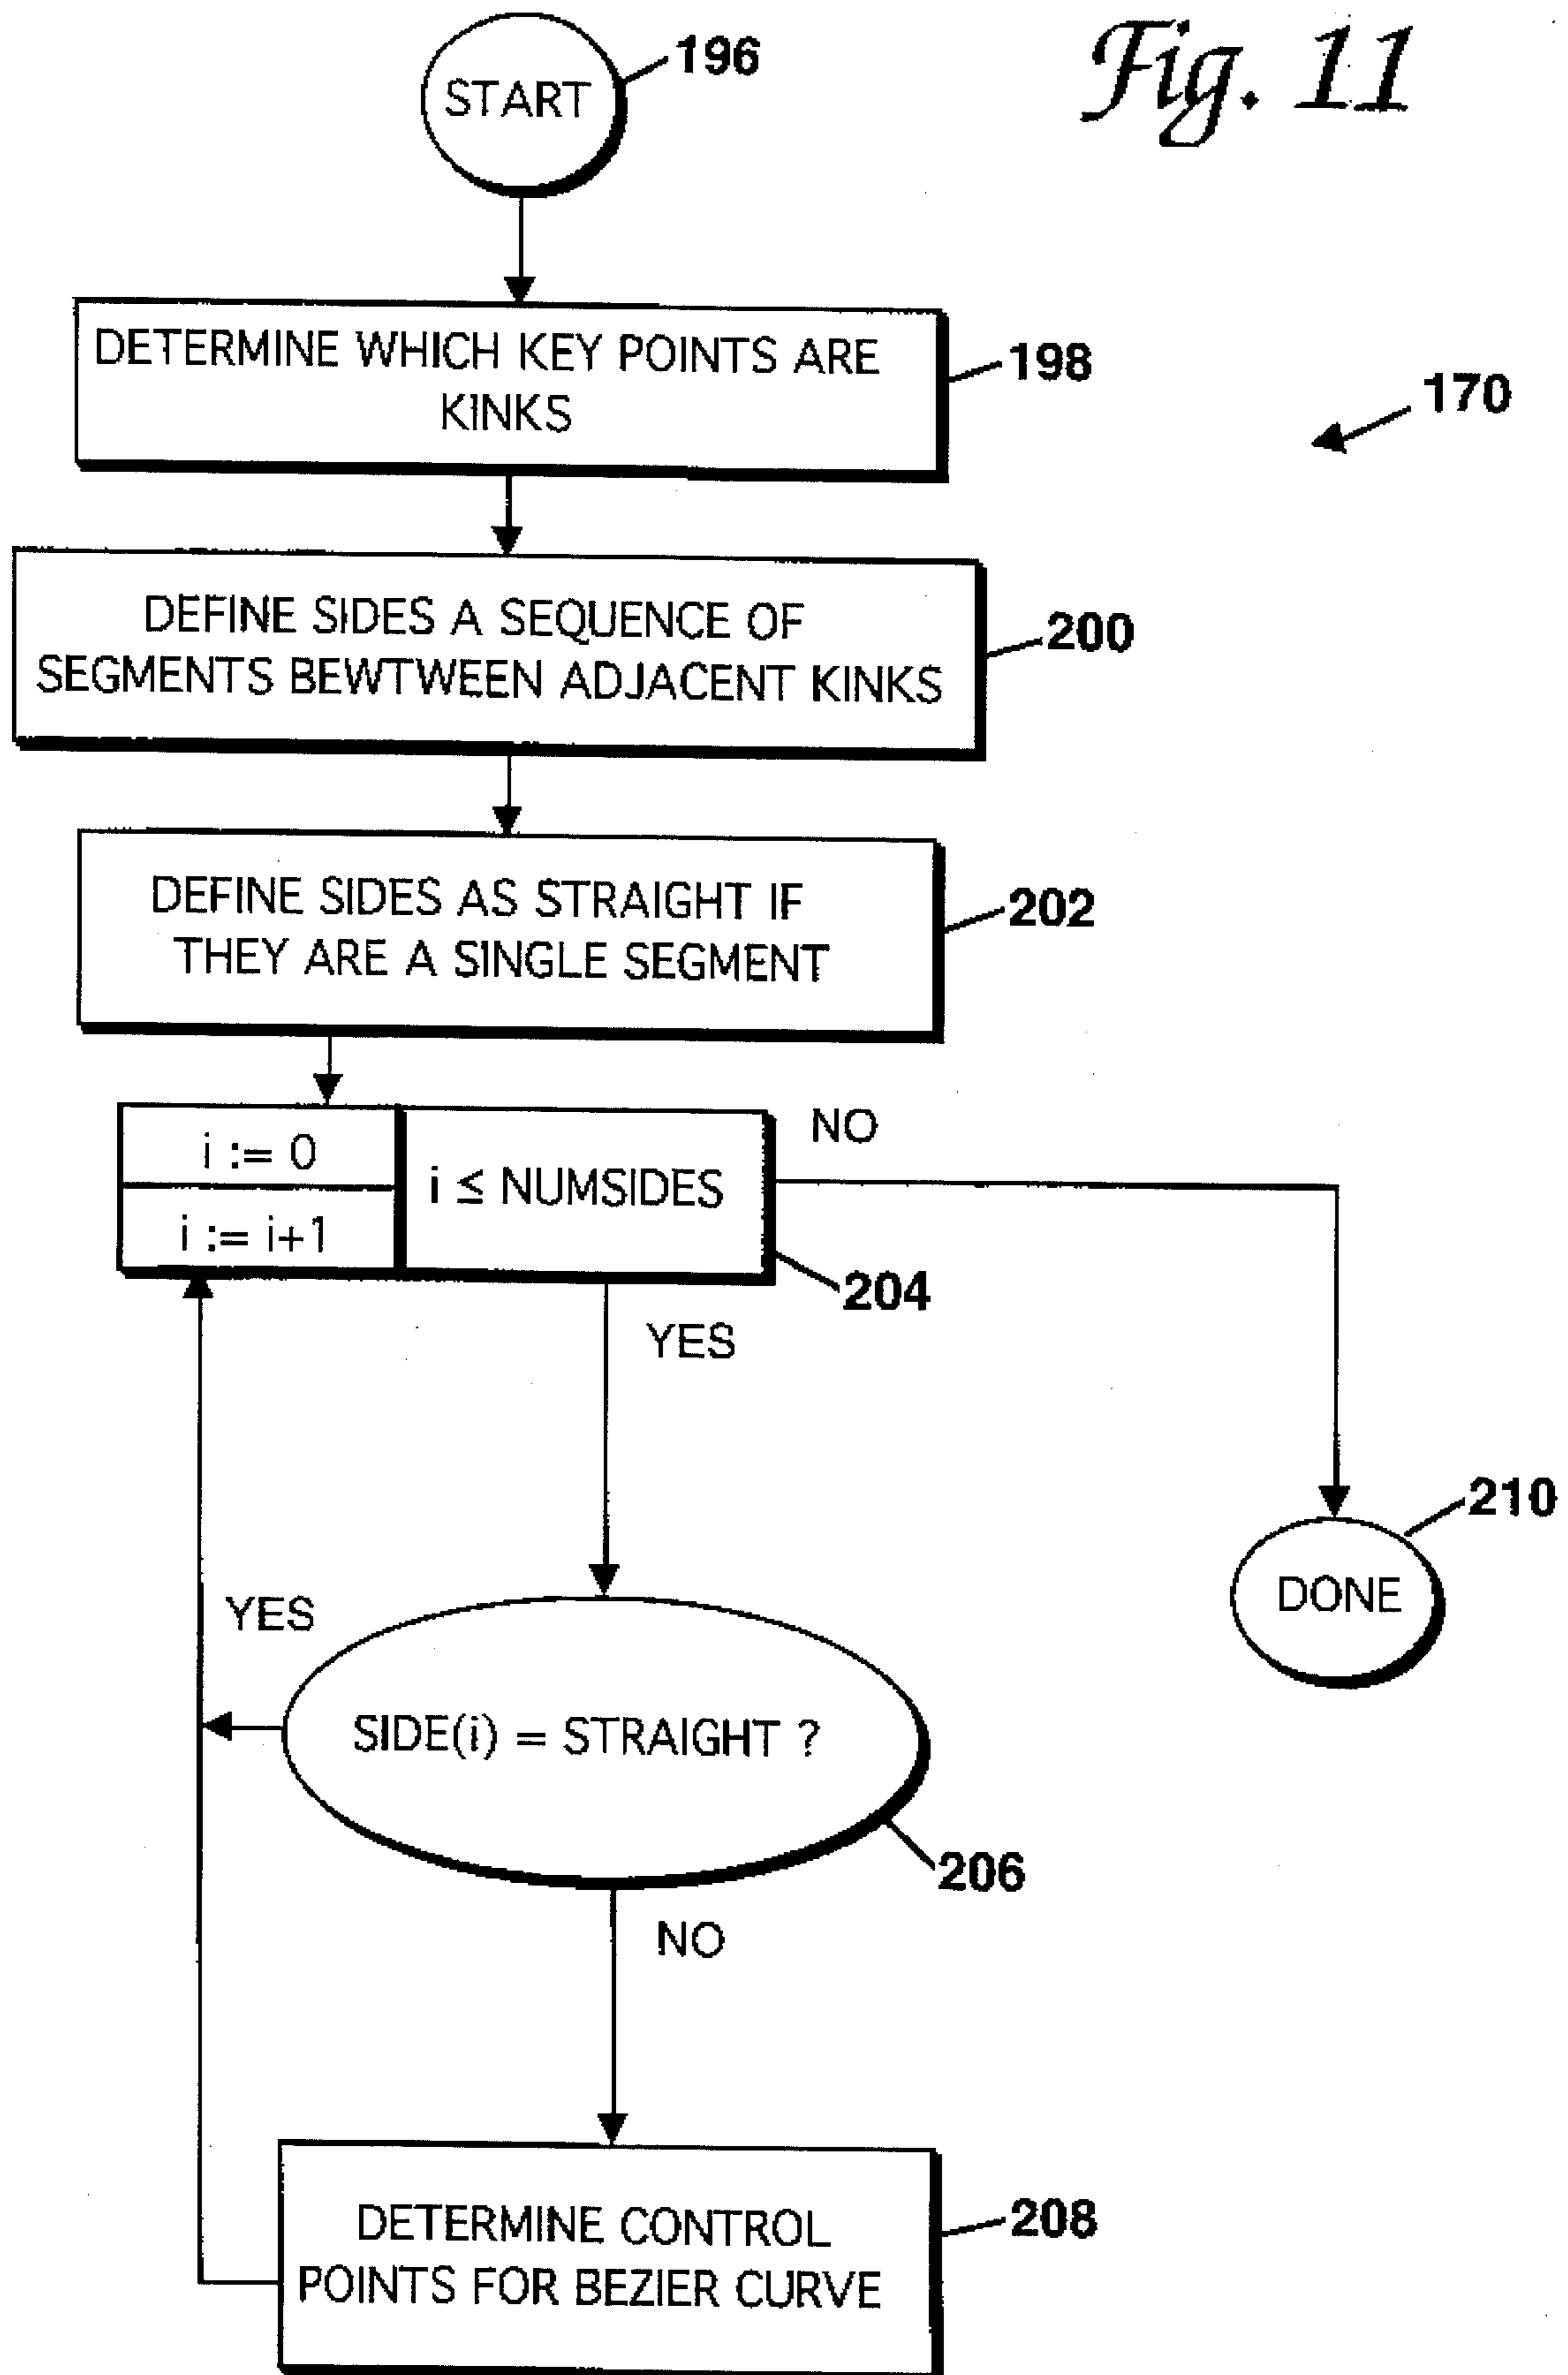 Fig. 11
START
196
DETERMINE WHICH KEY POINTS ARE
KINKS
198
170
DEFINE SIDES A SEQUENCE OF
SEGMENTS BEWTWEEN ADJACENT KINKS
200
DEFINE SIDES AS STRAIGHT IF
THEY ARE A SINGLE SEGMENT
202
i := 0
i := i+1
i ≤ NUMSIDES
NO
204
YES
210
DONE
YES
SIDE(i) = STRAIGHT ?
206
NO
DETERMINE CONTROL
POINTS FOR BEZIER CURVE
208